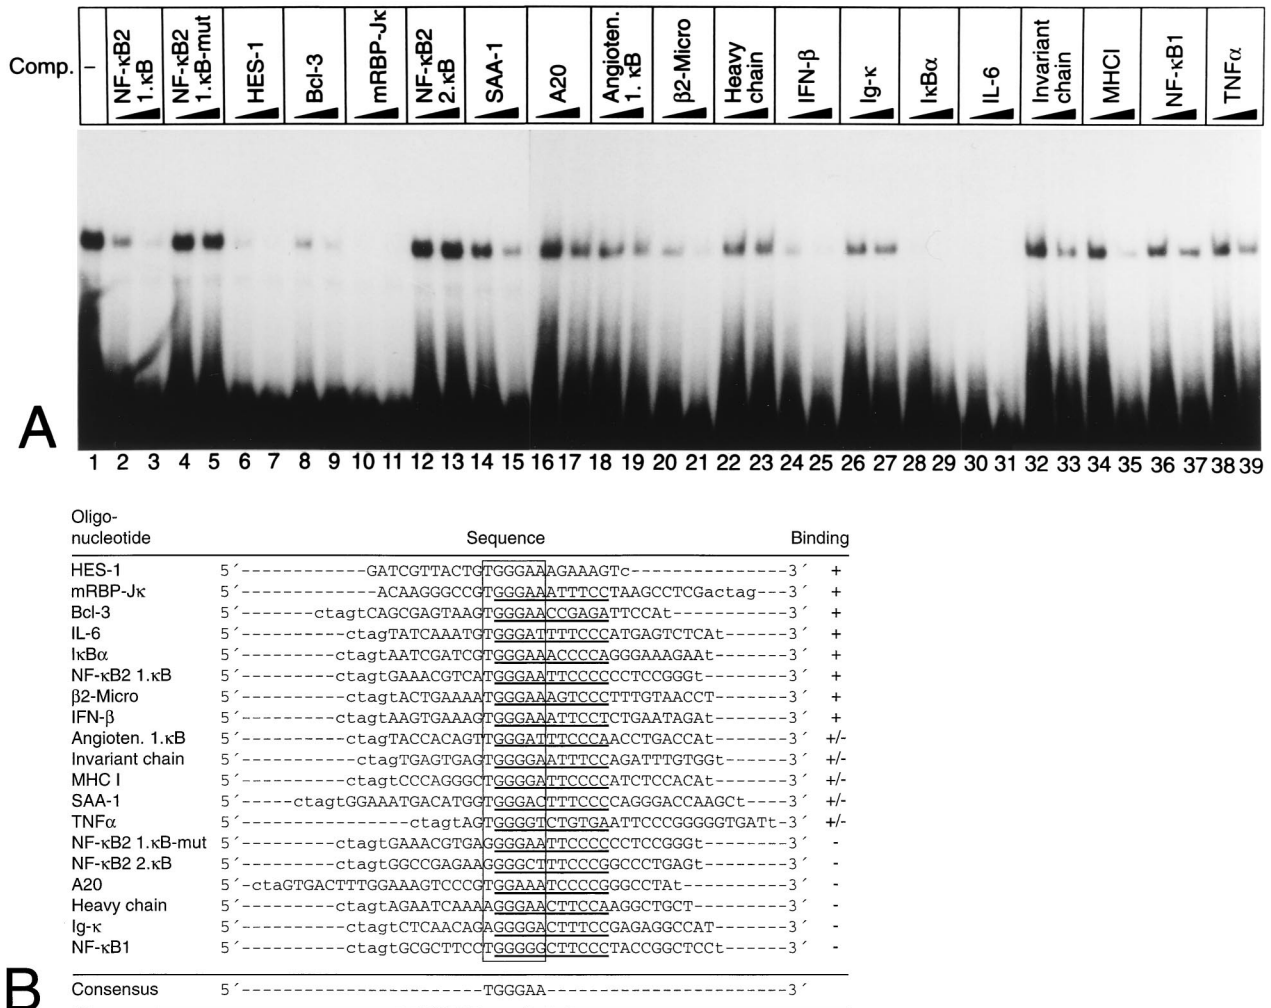 Comp.
–
NF-κB2 1.κB
NF-κB2 1.κB-mut
HES-1
Bcl-3
mRBP-Jκ
NF-κB2 2.κB
SAA-1
A20
Angioten. 1. κB
β2-Micro
Heavy chain
IFN-β
Ig-κ
IκBα
IL-6
Invariant chain
MHCI
NF-κB1
TNFα
A
1 2 3 4 5 6 7 8 9 10 11 12 13 14 15 16 17 18 19 20 21 22 23 24 25 26 27 28 29 30 31 32 33 34 35 36 37 38 39
Oligo-
nucleotide Sequence Binding
HES-1 5´------------GATCGTTACTGTGGGAAAGAAAGTc---------------3´ +
mRBP-Jκ 5´-------------ACAAGGGCCGTGGGAAATTTCCTAAGCCTCGactag---3´ +
Bcl-3 5´-------ctagtCAGCGAGTAAGTGGGAACCGAGATTCCAt-----------3´ +
IL-6 5´----------ctagTATCAAATGTGGGATTTTCCCATGAGTCTCAt------3´ +
IκBα 5´---------ctagtAATCGATCGTGGGAAACCCCAGGGAAAGAAt-------3´ +
NF-κB2 1.κB 5´----------ctagtGAAACGTCATGGGAATTCCCCCCTCCGGGt--------3´ +
β2-Micro 5´---------ctagtACTGAAAATGGGAAAGTCCCTTTGTAACCT-------3´ +
IFN-β 5´---------ctagtAAGTGAAAGTGGGAAATTCCTCTGAATAGAt-------3´ +
Angioten. 1.κB 5´----------ctagTACCACAGTTGGGATTTCCCAACCTGACCAt-------3´ +/-
Invariant chain 5´-----------ctagTGAGTGAGTGGGGAATTTCCAGATTTGTGGt------3´ +/-
MHC I 5´----------ctagtCCCAGGGCTGGGGATTCCCCATCTCCACAt-------3´ +/-
SAA-1 5´-----ctagtGGAAATGACATGGTGGGACTTTCCCCAGGGACCAAGCt----3´ +/-
TNFα 5´----------------ctagtAGTGGGGTCTGTGAATTCCCGGGGGTGATt-3´ +/-
NF-κB2 1.κB-mut 5´---------ctagtGAAACGTGAGGGGAATTCCCCCCTCCGGGt--------3´ -
NF-κB2 2.κB 5´---------ctagtGGCCGAGAAGGGGCTTTCCCGGCCCTGAGt--------3´ -
A20 5´-ctaGTGACTTTGGAAAGTCCCGTGGAAATCCCCGGGCCTAt----------3´ -
Heavy chain 5´---------ctagtAGAATCAAAAGGGAACTTCCAAGGCTGCT---------3´ -
Ig-κ 5´----------ctagtCTCAACAGAGGGGACTTTCCGAGAGGCCAT-------3´ -
NF-κB1 5´----------ctagtGCGCTTCCTGGGGGCTTCCCTACCGGCTCCt------3´ -
Consensus 5´-----------------------TGGGAA-----------------------3´
B